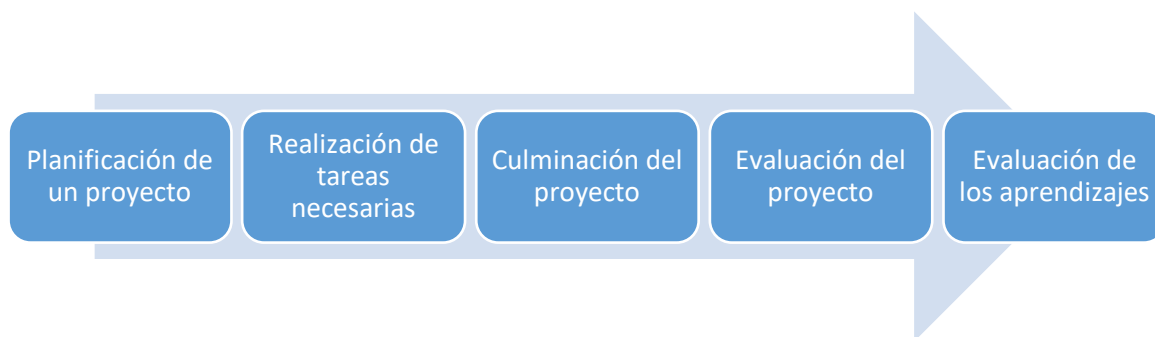 Planificación de
un proyecto
Realización de
tareas
necesarias
Culminación del
proyecto
Evaluación del
proyecto
Evaluación de
los aprendizajes